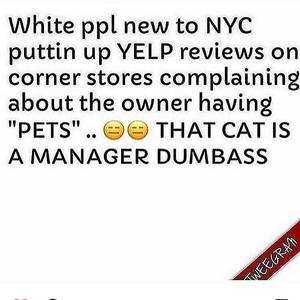 White ppl new to NYC
puttin up YELP reviews on
corner stores complaining
about the owner having
"PETS" .. 😑😑 THAT CAT IS
A MANAGER DUMBASS
TWEEGRAM